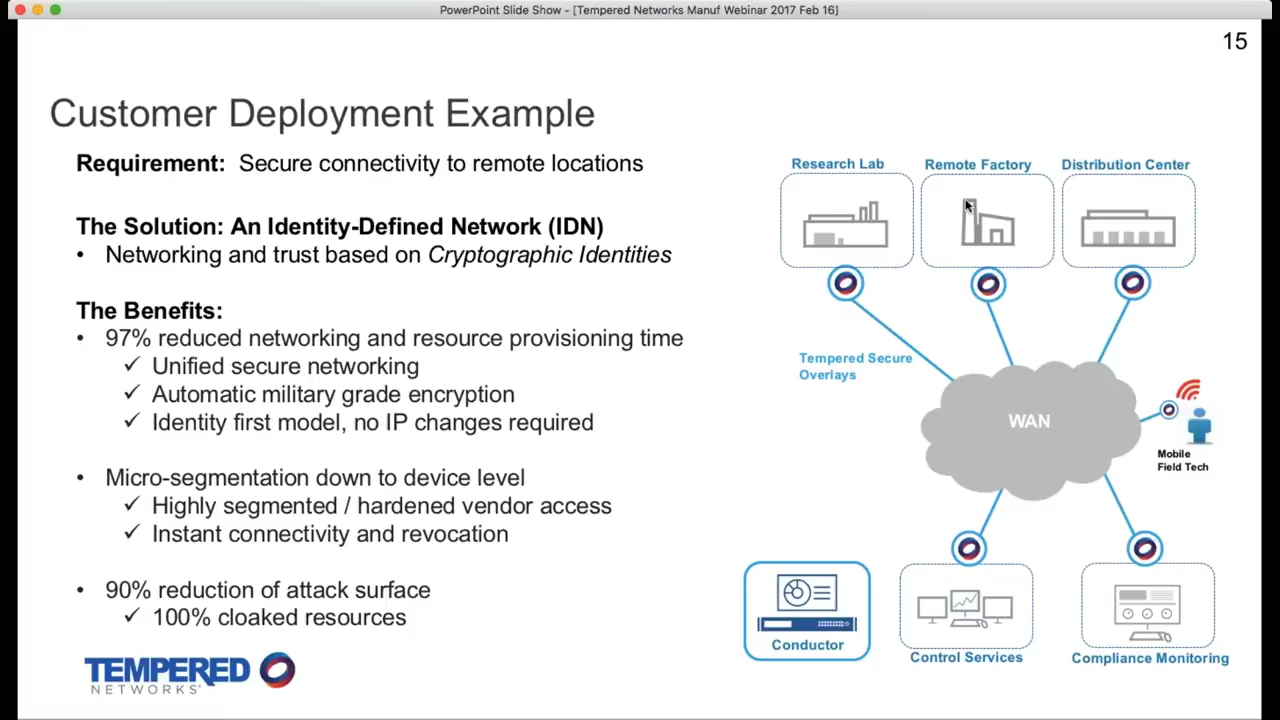 PowerPoint Slide Show - [Tempered Networks Manuf Webinar 2017 Feb 16]
15
Customer Deployment Example
Requirement: Secure connectivity to remote locations
The Solution: An Identity-Defined Network (IDN)
• Networking and trust based on Cryptographic Identities
The Benefits:
• 97% reduced networking and resource provisioning time
✓ Unified secure networking
✓ Automatic military grade encryption
✓ Identity first model, no IP changes required
• Micro-segmentation down to device level
✓ Highly segmented / hardened vendor access
✓ Instant connectivity and revocation
• 90% reduction of attack surface
✓ 100% cloaked resources
TEMPERED
NETWORKS
Research Lab
Remote Factory
Distribution Center
Tempered Secure
Overlays
WAN
Mobile
Field Tech
Conductor
Control Services
Compliance Monitoring